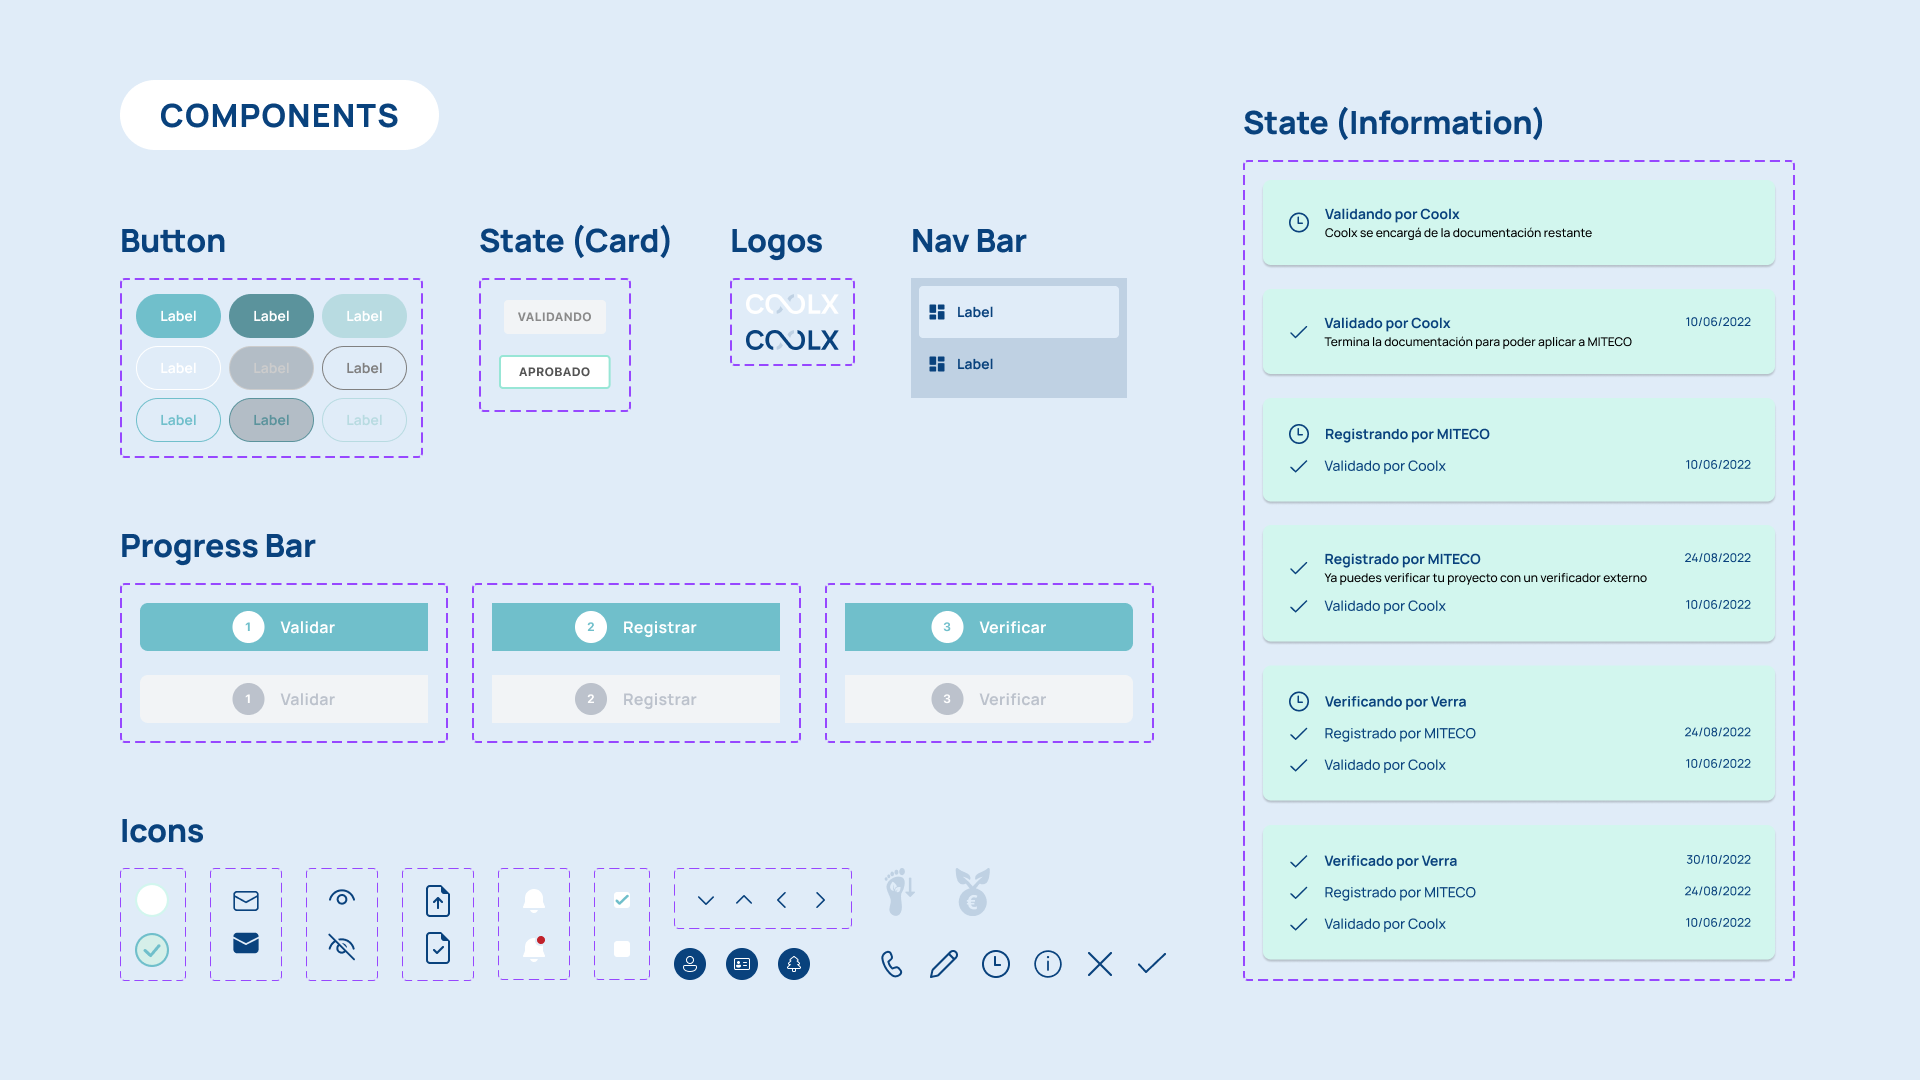 COMPONENTS
Button
Label Label Label
Label Label Label
Label Label Label
State (Card)
VALIDANDO
APROBADO
Logos
COOLX
COOLX
Nav Bar
Label
Label
Progress Bar
1 Validar
1 Validar
2 Registrar
2 Registrar
3 Verificar
3 Verificar
Icons
€
State (Information)
Validando por Coolx
Coolx se encargá de la documentación restante
Validado por Coolx 10/06/2022
Termina la documentación para poder aplicar a MITECO
Registrando por MITECO
Validado por Coolx 10/06/2022
Registrado por MITECO 24/08/2022
Ya puedes verificar tu proyecto con un verificador externo
Validado por Coolx 10/06/2022
Verificando por Verra
Registrado por MITECO 24/08/2022
Validado por Coolx 10/06/2022
Verificado por Verra 30/10/2022
Registrado por MITECO 24/08/2022
Validado por Coolx 10/06/2022